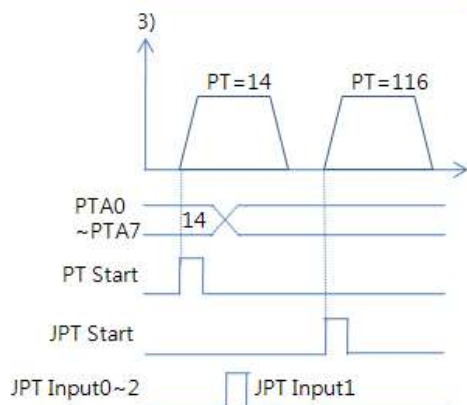 3)
PT=14 PT=116
PTA0
~PTA7
14
PT Start
JPT Start
JPT Input0~2 JPT Input1